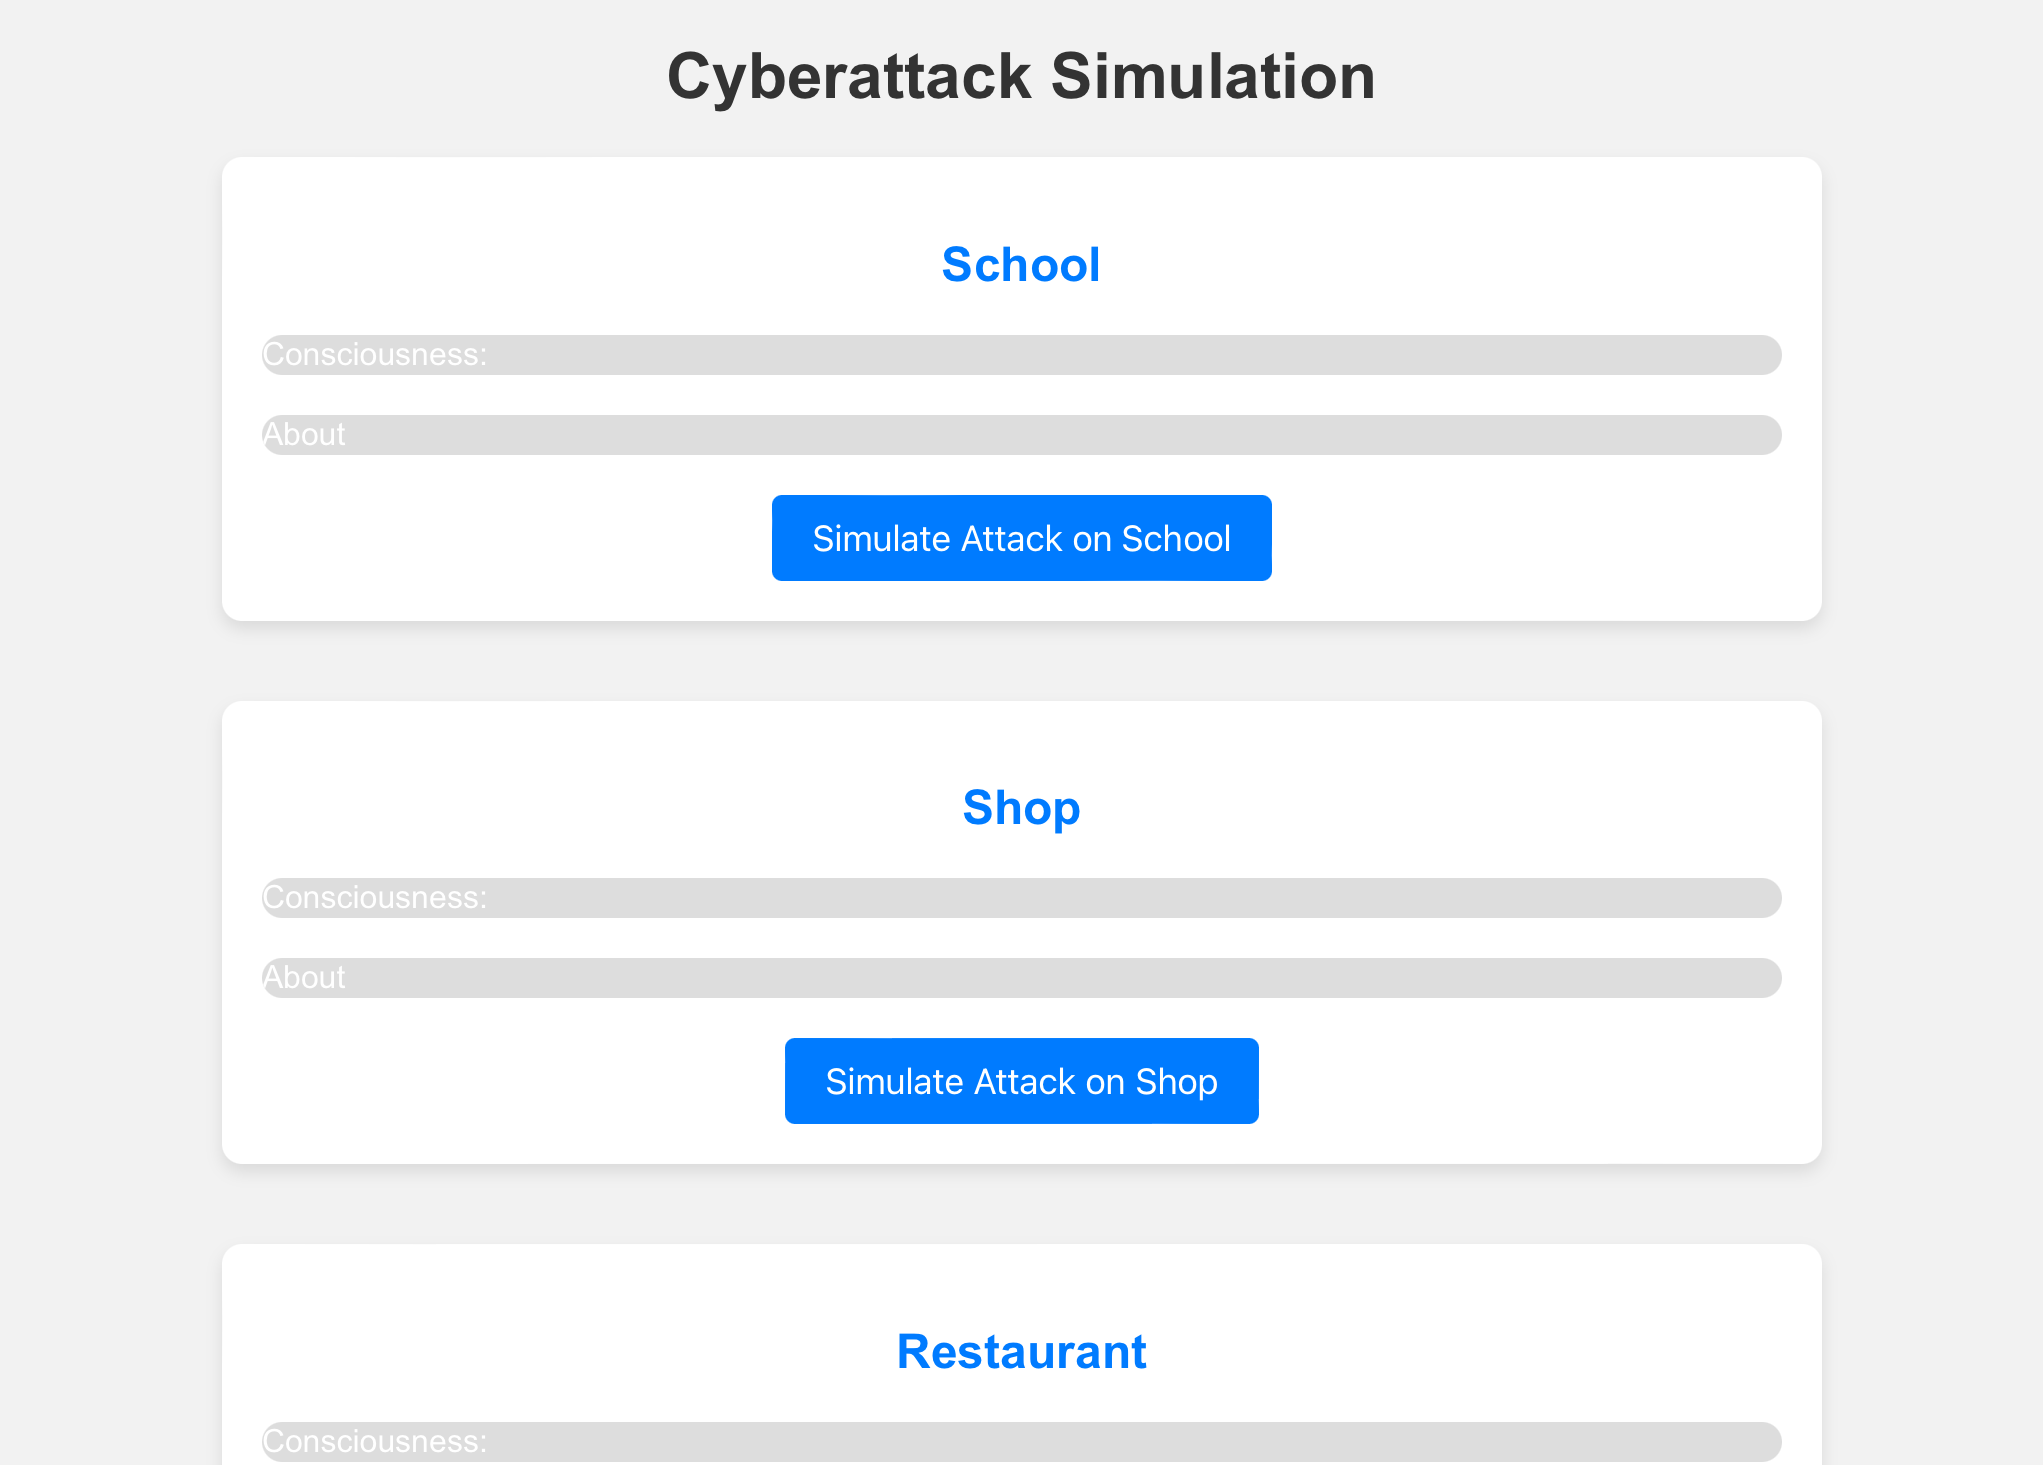 Cyberattack Simulation
School
Consciousness:
About
Simulate Attack on School
Shop
Consciousness:
About
Simulate Attack on Shop
Restaurant
Consciousness: